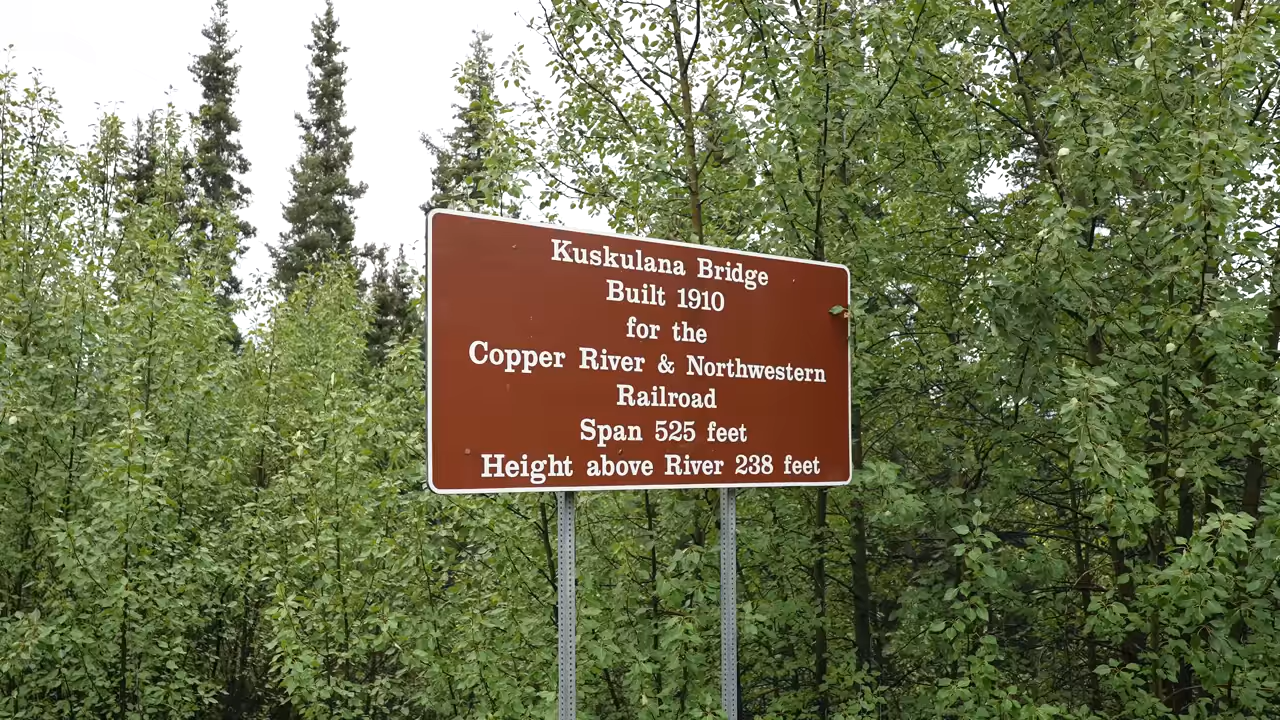 Kuskulana Bridge
Built 1910
for the
Copper River & Northwestern
Railroad
Span 525 feet
Height above River 238 feet